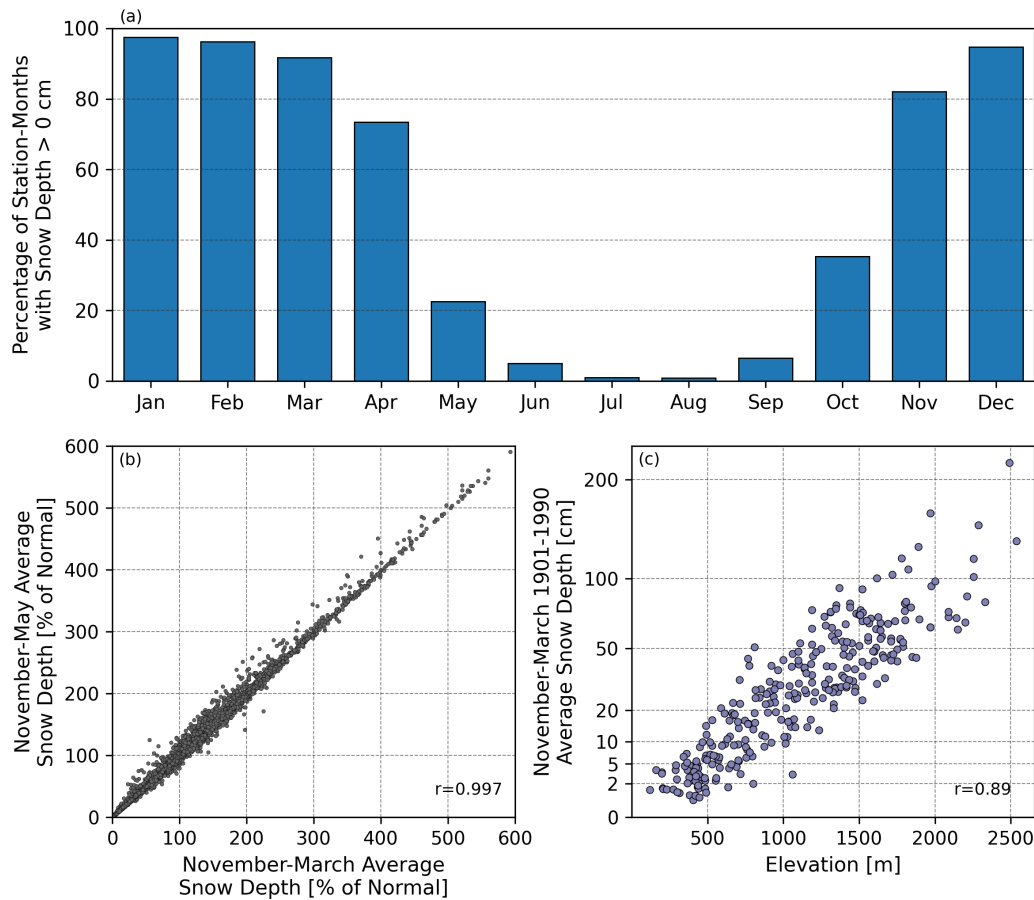 (a)
Percentage of Station-Months
with Snow Depth > 0 cm
100
80
60
40
20
0
Jan Feb Mar Apr May Jun Jul Aug Sep Oct Nov Dec
(b)
November-May Average
Snow Depth [% of Normal]
600
500
400
300
200
100
0
r=0.997
0 100 200 300 400 500 600
November-March Average
Snow Depth [% of Normal]
(c)
November-March 1901-1990
Average Snow Depth [cm]
200
100
50
20
10
5
2
0
r=0.89
500 1000 1500 2000 2500
Elevation [m]